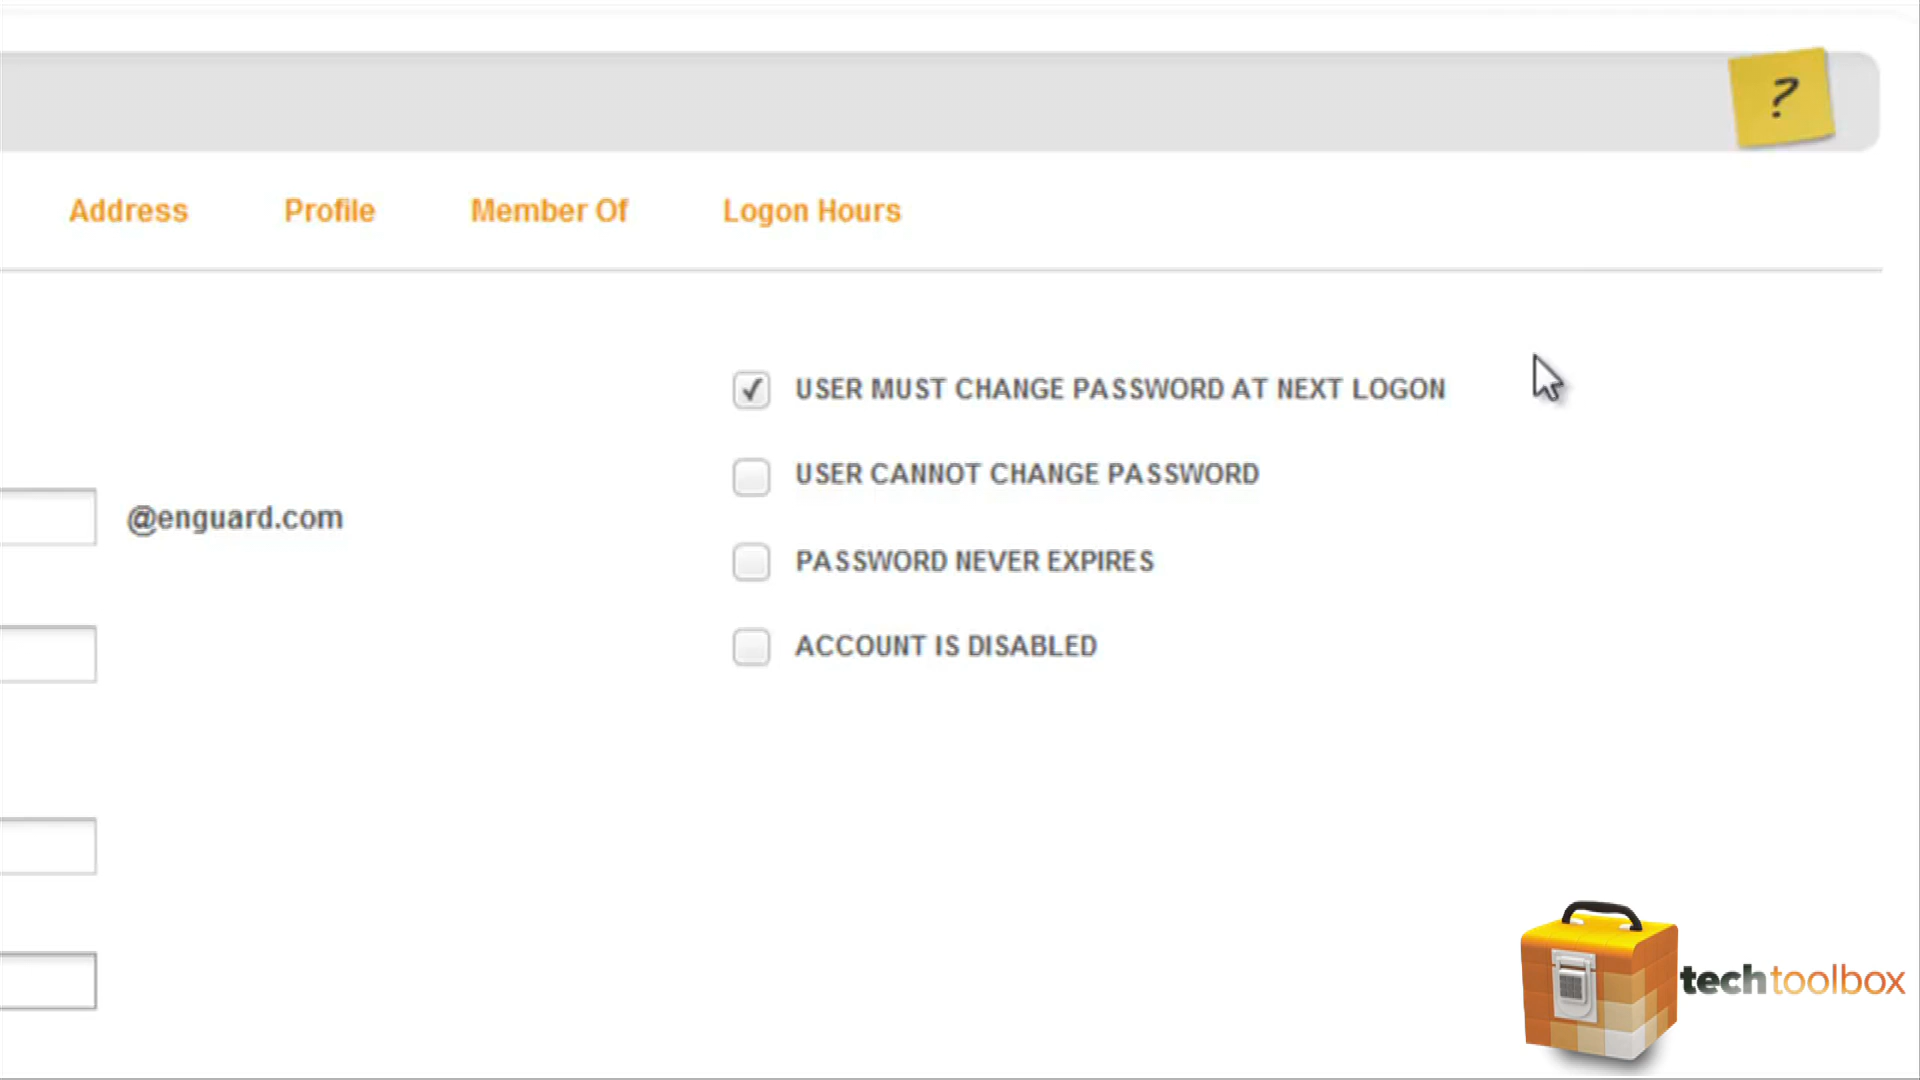 ?
Address Profile Member Of Logon Hours
USER MUST CHANGE PASSWORD AT NEXT LOGON
USER CANNOT CHANGE PASSWORD
@enguard.com
PASSWORD NEVER EXPIRES
ACCOUNT IS DISABLED
techtoolbox